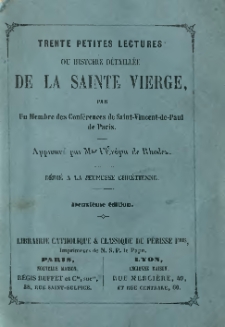 TRENTE PETITES LECTURES
OU HISTOIRE DÉTAILLÉE
DE LA SAINTE VIERGE,
PAR
Un Membre des Conférences de Saint-Vincent-de-Paul
de Paris.
Approuvé par Mgr l'Évêque de Rhodez.
DÉDIÉ A LA JEUNESSE CHRÉTIENNE.
Deuxième édition.
LIBRAIRIE CATHOLIQUE & CLASSIQUE DE PÉRISSE Frères,
Imprimeurs de N. S. P. le Pape.
PARIS,
NOUVELLE MAISON,
RÉGIS RUFFET et Cie, succrs,
38, RUE SAINT-SULPICE.
LYON,
ANCIENNE MAISON
RUE MERCIÈRE, 49,
ET RUE CENTRALE, 68.